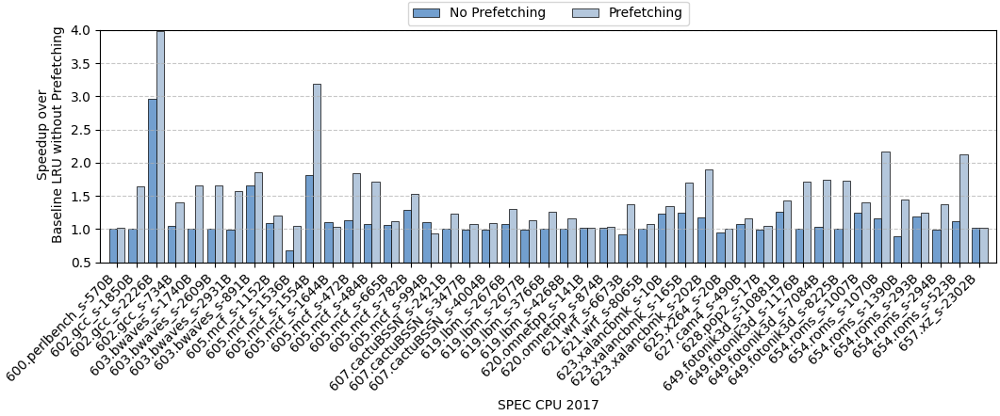 No Prefetching
Prefetching
Speedup over
Baseline LRU without Prefetching
4.0
3.5
3.0
2.5
2.0
1.5
1.0
0.5
600.perlbench_s-570B
602.gcc_s-1850B
602.gcc_s-2226B
602.gcc_s-734B
603.bwaves_s-1740B
603.bwaves_s-2609B
603.bwaves_s-2931B
603.bwaves_s-891B
605.mcf_s-1152B
605.mcf_s-1536B
605.mcf_s-1554B
605.mcf_s-1644B
605.mcf_s-472B
605.mcf_s-484B
605.mcf_s-665B
605.mcf_s-782B
605.mcf_s-994B
607.cactuBSSN_s-2421B
607.cactuBSSN_s-3477B
607.cactuBSSN_s-4004B
619.lbm_s-2676B
619.lbm_s-2677B
619.lbm_s-3766B
619.lbm_s-4268B
620.omnetpp_s-141B
620.omnetpp_s-874B
621.wrf_s-6673B
621.wrf_s-8065B
623.xalancbmk_s-10B
623.xalancbmk_s-165B
623.xalancbmk_s-202B
625.x264_s-20B
627.cam4_s-490B
628.pop2_s-17B
649.fotonik3d_s-10881B
649.fotonik3d_s-1176B
649.fotonik3d_s-7084B
649.fotonik3d_s-8225B
654.roms_s-1007B
654.roms_s-1070B
654.roms_s-1390B
654.roms_s-293B
654.roms_s-294B
654.roms_s-523B
657.xz_s-2302B
SPEC CPU 2017